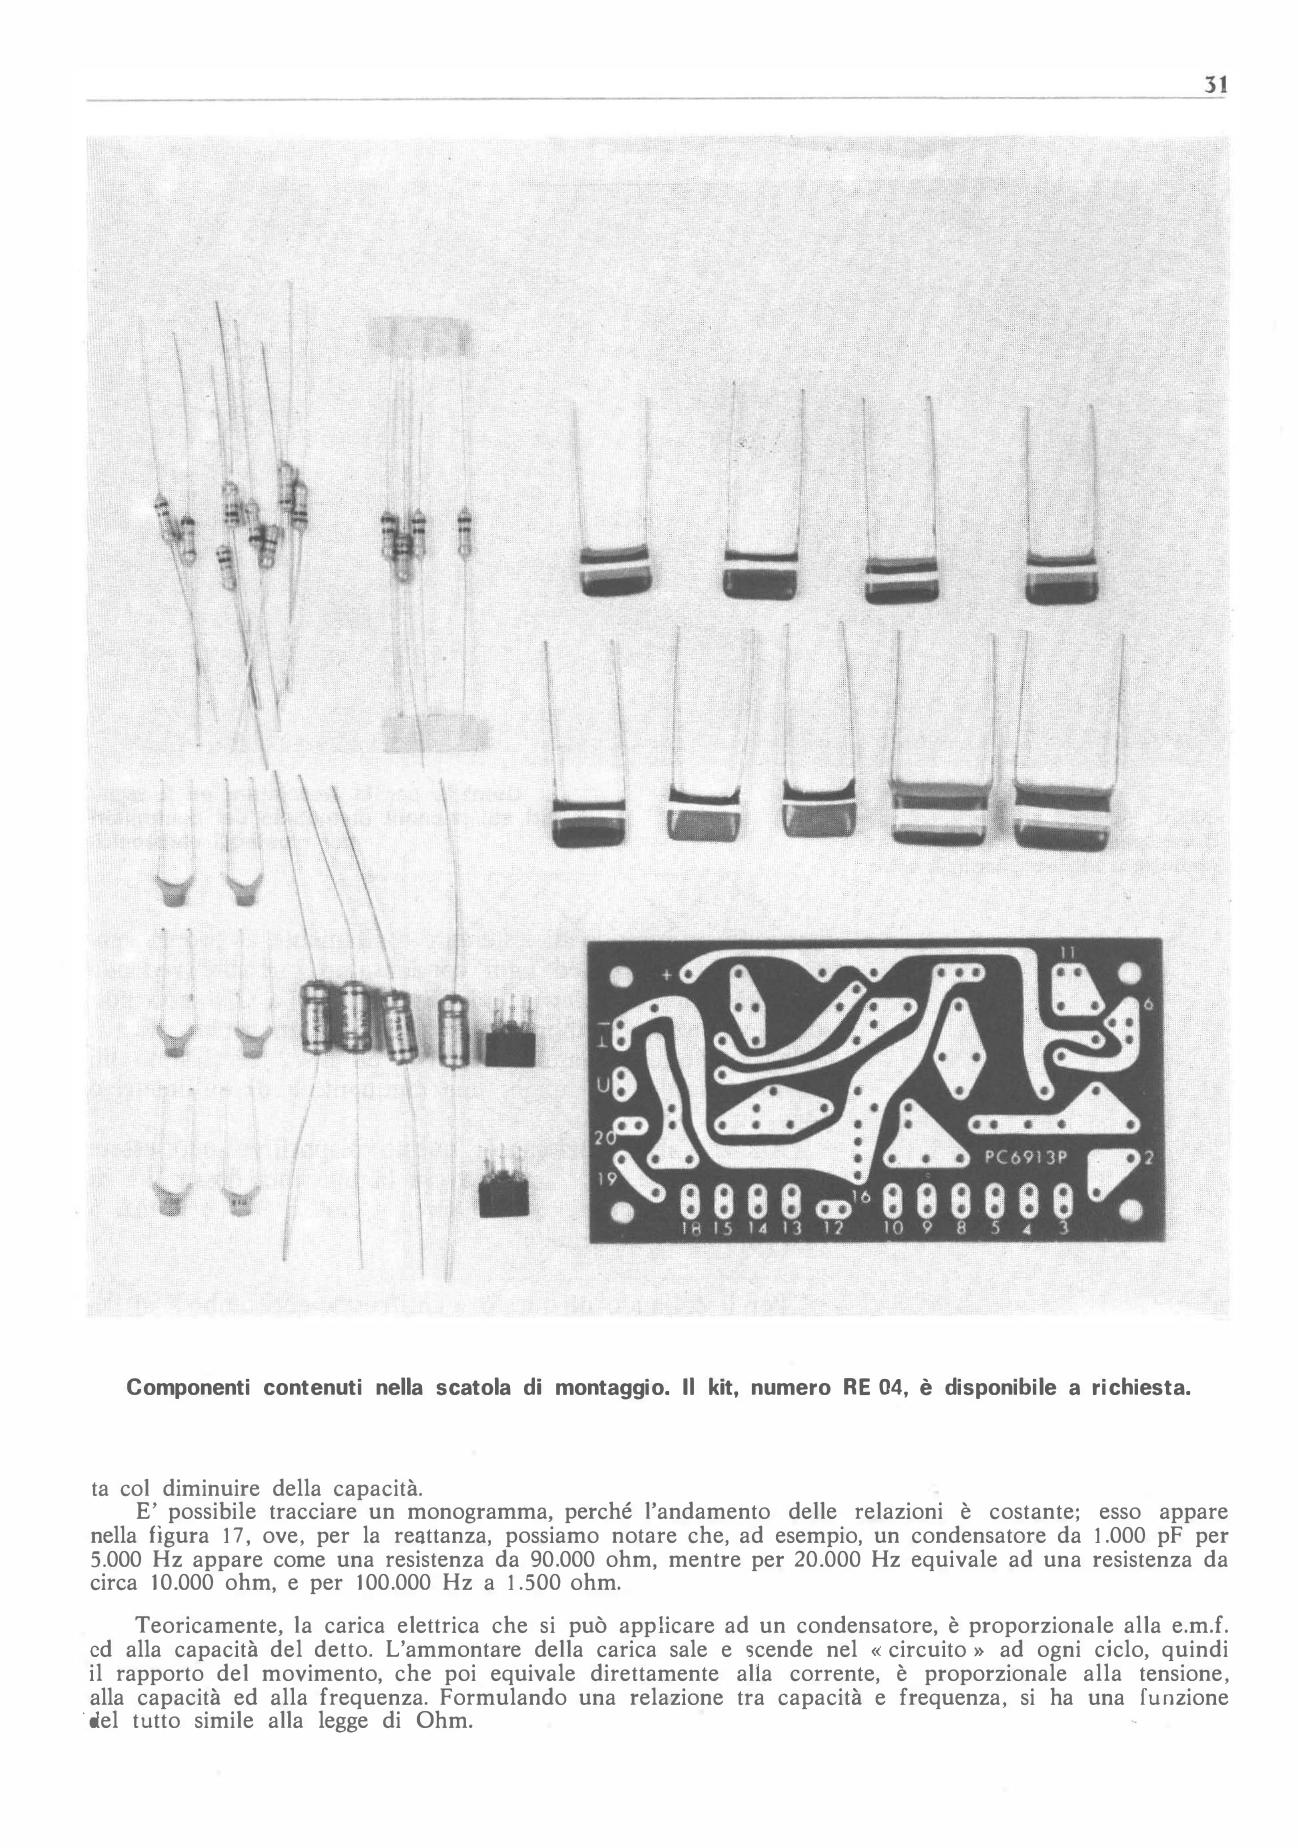 31
+
11
6
U
20
19
PC6913P
2
16
18 15 14 13 12 10 9 8 5 4 3
Componenti contenuti nella scatola di montaggio. Il kit, numero RE 04, è disponibile a richiesta.
ta col diminuire della capacità.
E' possibile tracciare un monogramma, perché l'andamento delle relazioni è costante; esso appare
nella figura 17, ove, per la reattanza, possiamo notare che, ad esempio, un condensatore da 1.000 pF per
5.000 Hz appare come una resistenza da 90.000 ohm, mentre per 20.000 Hz equivale ad una resistenza da
circa 10.000 ohm, e per 100.000 Hz a 1.500 ohm.
Teoricamente, la carica elettrica che si può applicare ad un condensatore, è proporzionale alla e.m.f.
ed alla capacità del detto. L'ammontare della carica sale e scende nel « circuito » ad ogni ciclo, quindi
il rapporto del movimento, che poi equivale direttamente alla corrente, è proporzionale alla tensione,
alla capacità ed alla frequenza. Formulando una relazione tra capacità e frequenza, si ha una funzione
del tutto simile alla legge di Ohm.